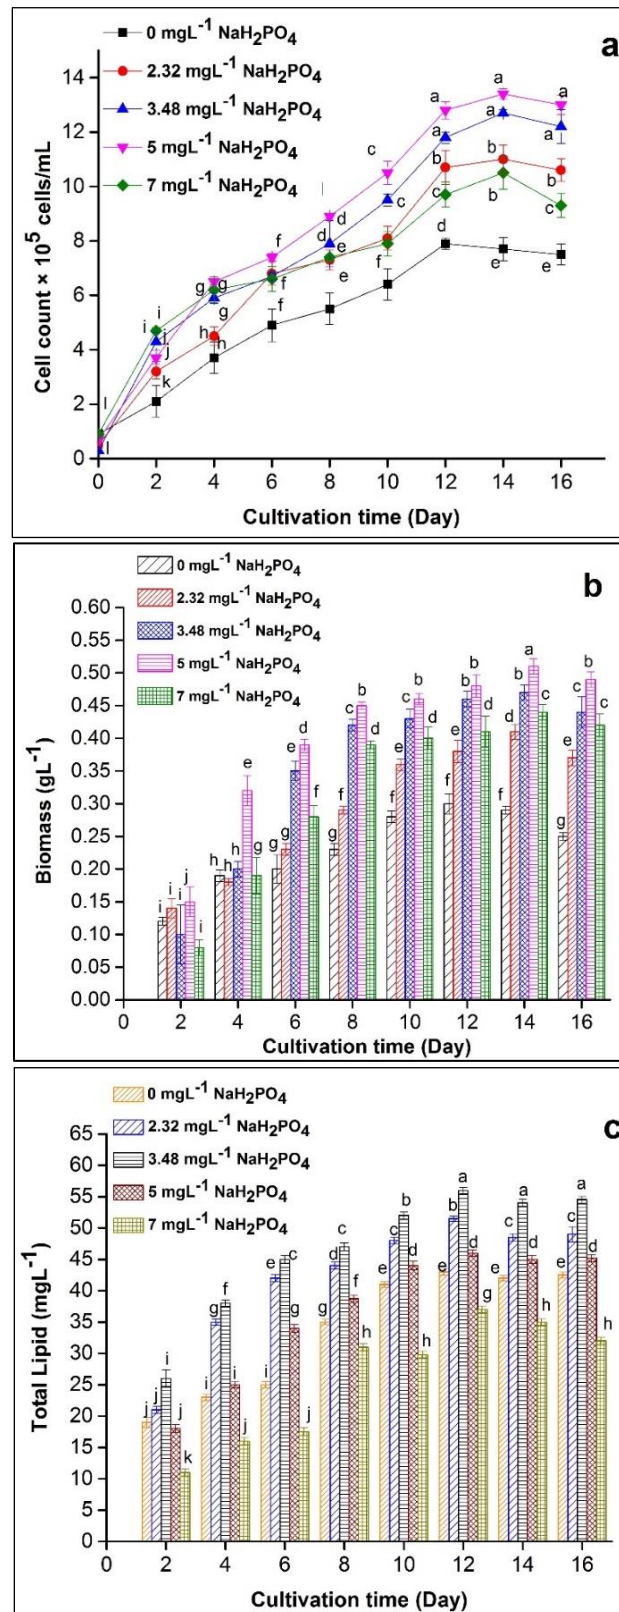 a
0 mgL⁻¹ NaH₂PO₄
2.32 mgL⁻¹ NaH₂PO₄
3.48 mgL⁻¹ NaH₂PO₄
5 mgL⁻¹ NaH₂PO₄
7 mgL⁻¹ NaH₂PO₄
Cell count × 10⁵ cells/mL
14
12
10
8
6
4
2
0
a a a
a a a
c b b b
c c b c
d e e
l d d d
f e e f
g g f f
g
i i j j
h h
k
l l
0 2 4 6 8 10 12 14 16
Cultivation time (Day)
b
0 mgL⁻¹ NaH₂PO₄
2.32 mgL⁻¹ NaH₂PO₄
3.48 mgL⁻¹ NaH₂PO₄
5 mgL⁻¹ NaH₂PO₄
7 mgL⁻¹ NaH₂PO₄
Biomass (gL⁻¹)
0.60
0.55
0.50
0.45
0.40
0.35
0.30
0.25
0.20
0.15
0.10
0.05
0.00
i i i j i
h h h e g
g g e d f
g f c b d
f e c b d
f d b b c
f d b a c
g e c b c
0 2 4 6 8 10 12 14 16
Cultivation time (Day)
c
0 mgL⁻¹ NaH₂PO₄
2.32 mgL⁻¹ NaH₂PO₄
3.48 mgL⁻¹ NaH₂PO₄
5 mgL⁻¹ NaH₂PO₄
7 mgL⁻¹ NaH₂PO₄
Total Lipid (mgL⁻¹)
65
60
55
50
45
40
35
30
25
20
15
10
5
0
j j i j k
i g f i j
i e c g j
g d c f h
e c b d h
e b a d g
e c a d h
e c a d h
0 2 4 6 8 10 12 14 16
Cultivation time (Day)